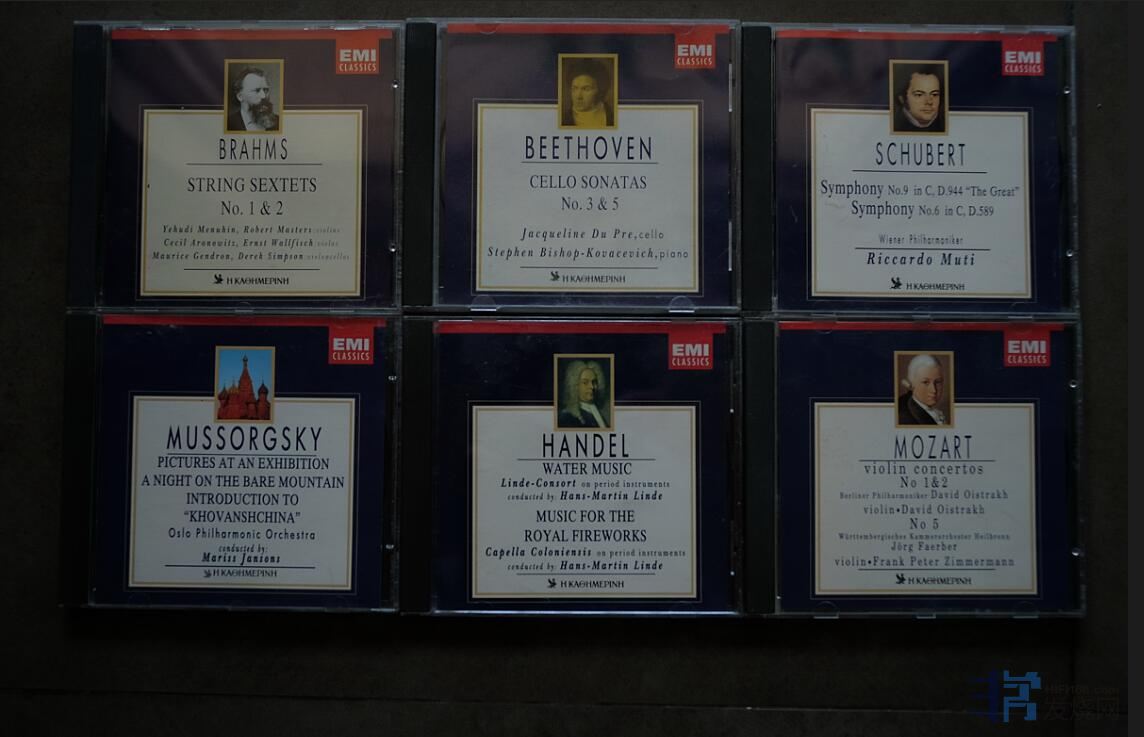 EMI
CLASSICS
BRAHMS
STRING SEXTETS
No. 1 & 2
Yehudi Menuhin, Robert Masters:violins
Cecil Aronowitz, Ernst Wallfisch:violas
Maurice Gendron, Derek Simpson:violoncellos
Η ΚΑΘΗΜΕΡΙΝΗ
EMI
CLASSICS
BEETHOVEN
CELLO SONATAS
No. 3 & 5
Jacqueline Du Pre,cello
Stephen Bishop-Kovacevich,piano
Η ΚΑΘΗΜΕΡΙΝΗ
EMI
CLASSICS
SCHUBERT
Symphony No.9 in C, D.944 “The Great”
Symphony No.6 in C, D.589
Wiener Philharmoniker
Riccardo Muti
Η ΚΑΘΗΜΕΡΙΝΗ
EMI
CLASSICS
MUSSORGSKY
PICTURES AT AN EXHIBITION
A NIGHT ON THE BARE MOUNTAIN
INTRODUCTION TO
“KHOVANSHCHINA”
Oslo Philharmonic Orchestra
conducted by:
Mariss Jansons
Η ΚΑΘΗΜΕΡΙΝΗ
EMI
CLASSICS
HANDEL
WATER MUSIC
Linde-Consort on period instruments
conducted by: Hans-Martin Linde
MUSIC FOR THE
ROYAL FIREWORKS
Capella Coloniensis on period instruments
conducted by: Hans-Martin Linde
Η ΚΑΘΗΜΕΡΙΝΗ
EMI
CLASSICS
MOZART
violin concertos
No 1&2
Berliner Philharmoniker David Oistrakh
violin•David Oistrakh
No 5
Württembergisches Kammerorchester Heilbronn
Jörg Faerber
violin•Frank Peter Zimmermann
Η ΚΑΘΗΜΕΡΙΝΗ
发烧网